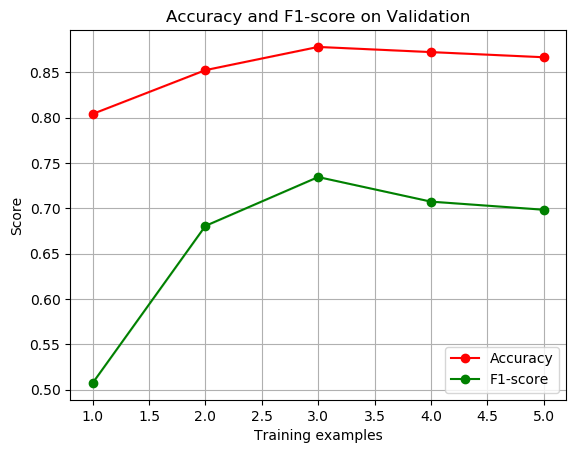 Accuracy and F1-score on Validation
0.85
0.80
0.75
0.70
0.65
0.60
0.55
0.50
Score
Accuracy
F1-score
1.0 1.5 2.0 2.5 3.0 3.5 4.0 4.5 5.0
Training examples